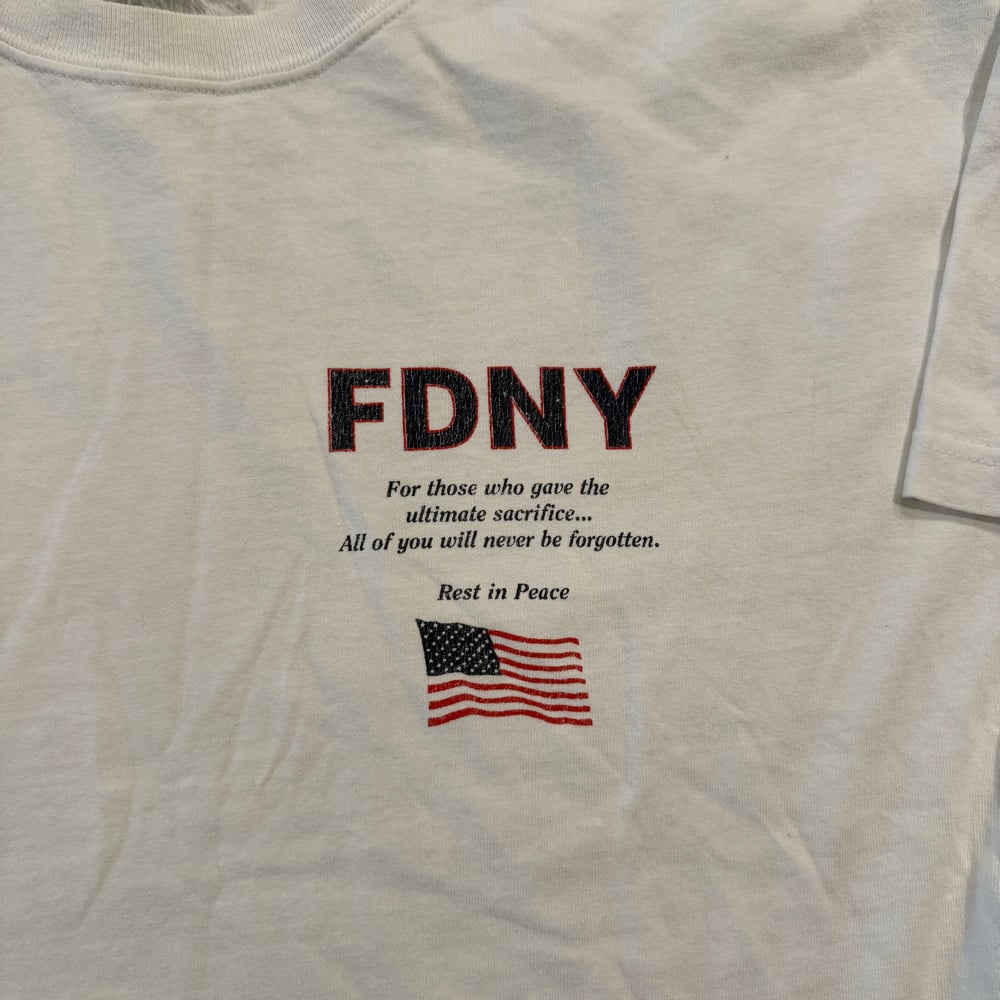 FDNY
For those who gave the
ultimate sacrifice...
All of you will never be forgotten.
Rest in Peace